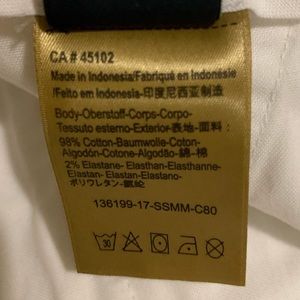 CA # 45102
Made in Indonesia/Fabriqué en Indonésie
/Feito em Indonésia-印度尼西亚制造
Body-Oberstoff-Corps-Corpo-
Tessuto esterno-Exterior-表地-面料:
98% Cotton-Baumwolle-Coton-
Algodón-Cotone-Algodão-綿-棉
2% Elastane-Elasthan-Elasthanne-
Elastan-Elastan-Elastano-
ポリウレタン-氨纶
136199-17-SSMM-C80
30